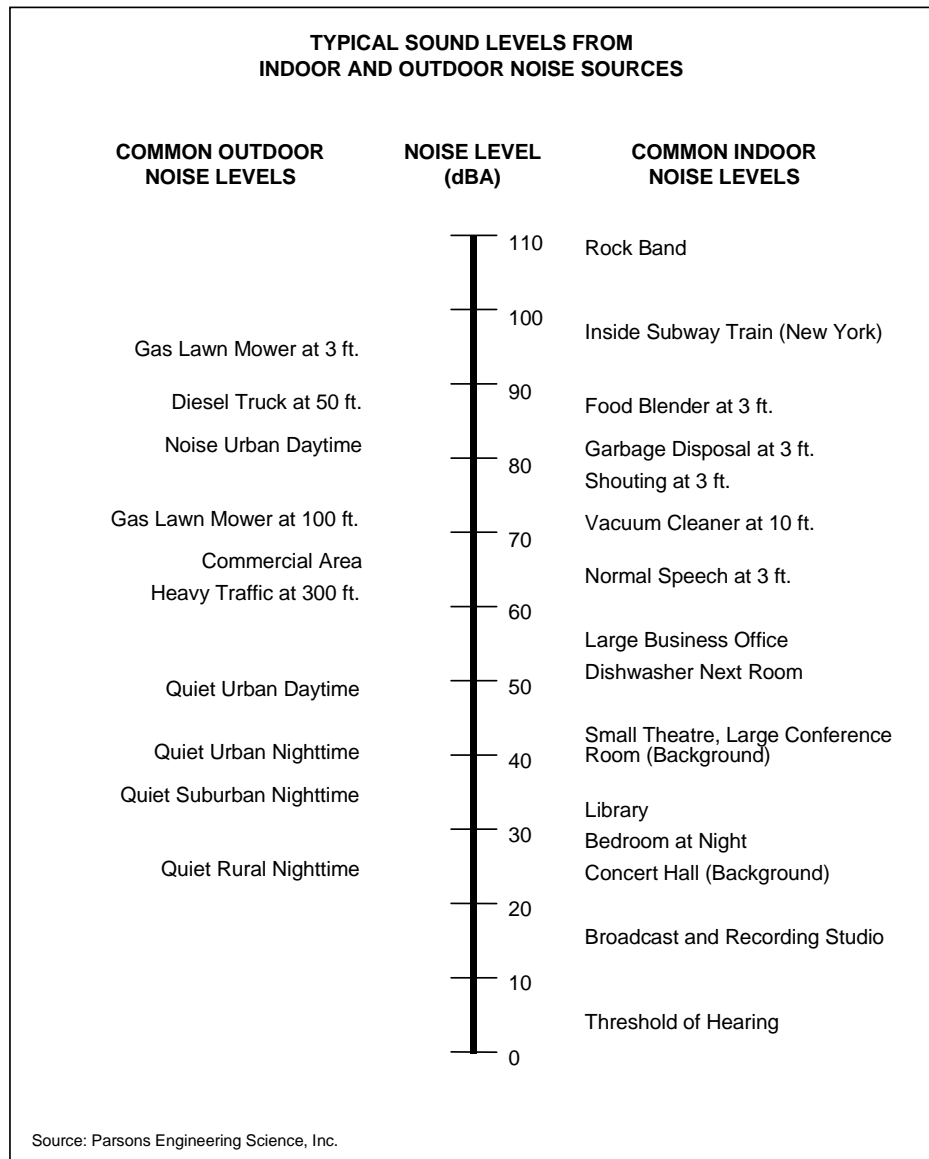 TYPICAL SOUND LEVELS FROM
INDOOR AND OUTDOOR NOISE SOURCES
COMMON OUTDOOR
NOISE LEVELS
NOISE LEVEL
(dBA)
COMMON INDOOR
NOISE LEVELS
110
Rock Band
100
Inside Subway Train (New York)
Gas Lawn Mower at 3 ft.
90
Diesel Truck at 50 ft.
Food Blender at 3 ft.
Noise Urban Daytime
Garbage Disposal at 3 ft.
80
Shouting at 3 ft.
Gas Lawn Mower at 100 ft.
Vacuum Cleaner at 10 ft.
70
Commercial Area
Normal Speech at 3 ft.
Heavy Traffic at 300 ft.
60
Large Business Office
Dishwasher Next Room
Quiet Urban Daytime
50
Small Theatre, Large Conference
Room (Background)
Quiet Urban Nighttime
40
Quiet Suburban Nighttime
Library
30
Bedroom at Night
Quiet Rural Nighttime
Concert Hall (Background)
20
Broadcast and Recording Studio
10
Threshold of Hearing
0
Source: Parsons Engineering Science, Inc.